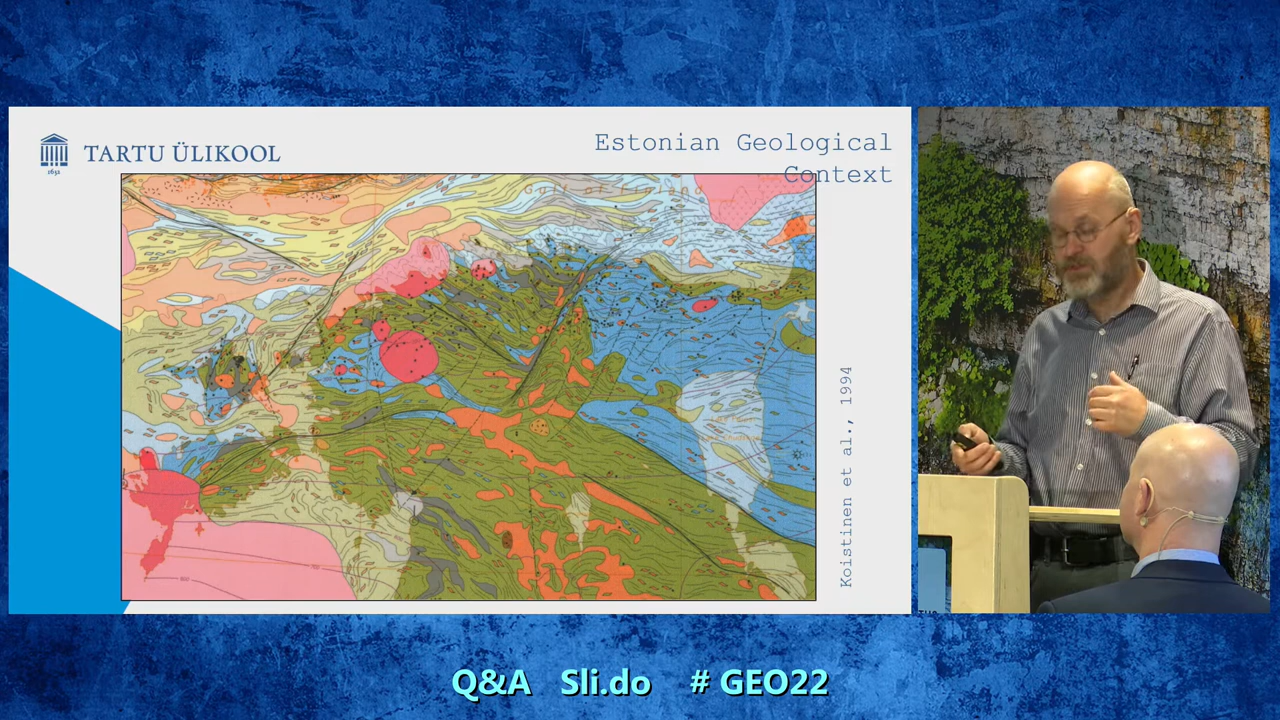 TARTU ÜLIKOOL
1632
Estonian Geological
Context
Koistinen et al., 1994
Q&A Sli.do # GEO22